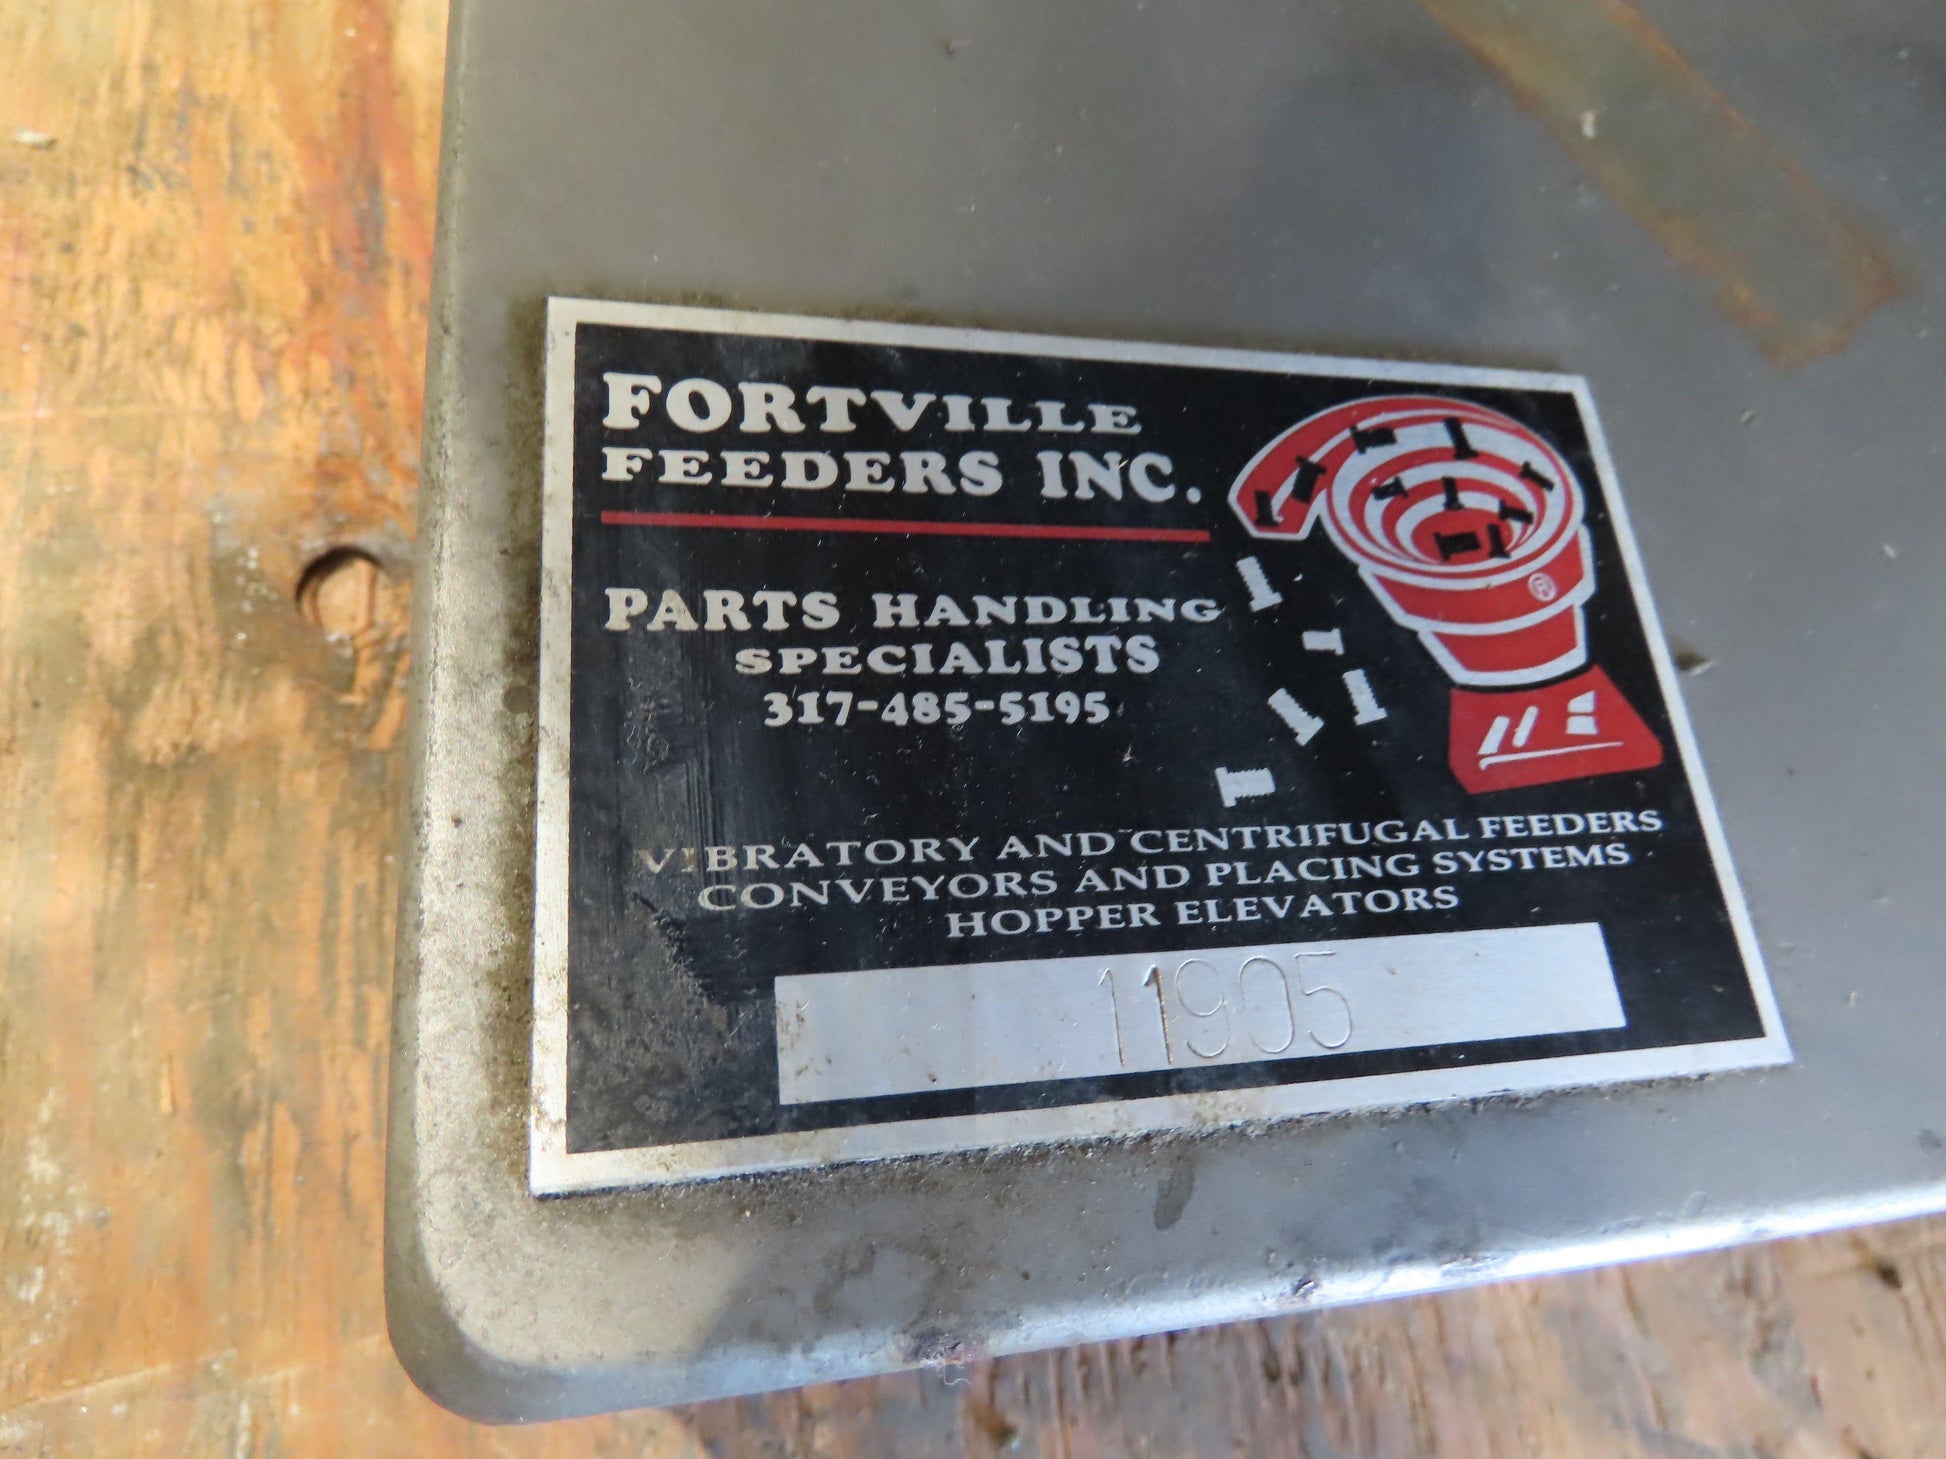 FORTVILLE
FEEDERS INC.
PARTS HANDLING
SPECIALISTS
317-485-5195
®
VIBRATORY AND CENTRIFUGAL FEEDERS
CONVEYORS AND PLACING SYSTEMS
HOPPER ELEVATORS
11905